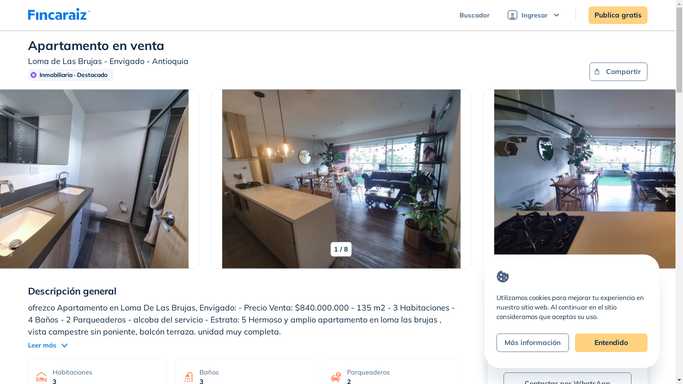 Fincaraiz
Buscador
Ingresar
Publica gratis
Apartamento en venta
Loma de Las Brujas - Envigado - Antioquia
Inmobiliaria · Destacado
Compartir
1 / 8
Descripción general
ofrezco Apartamento en Loma De Las Brujas, Envigado: - Precio Venta: $840.000.000 - 135 m2 - 3 Habitaciones -
4 Baños - 2 Parqueaderos - alcoba del servicio - Estrato: 5 Hermoso y amplio apartamento en loma las brujas ,
vista campestre sin poniente, balcón terraza. unidad muy completa.
Leer más
Habitaciones
3
Baños
3
Parqueaderos
2
Utilizamos cookies para mejorar tu experiencia en
nuestro sitio web. Al continuar en el sitio
consideramos que aceptas su uso.
Más información
Entendido
Contactar por WhatsApp